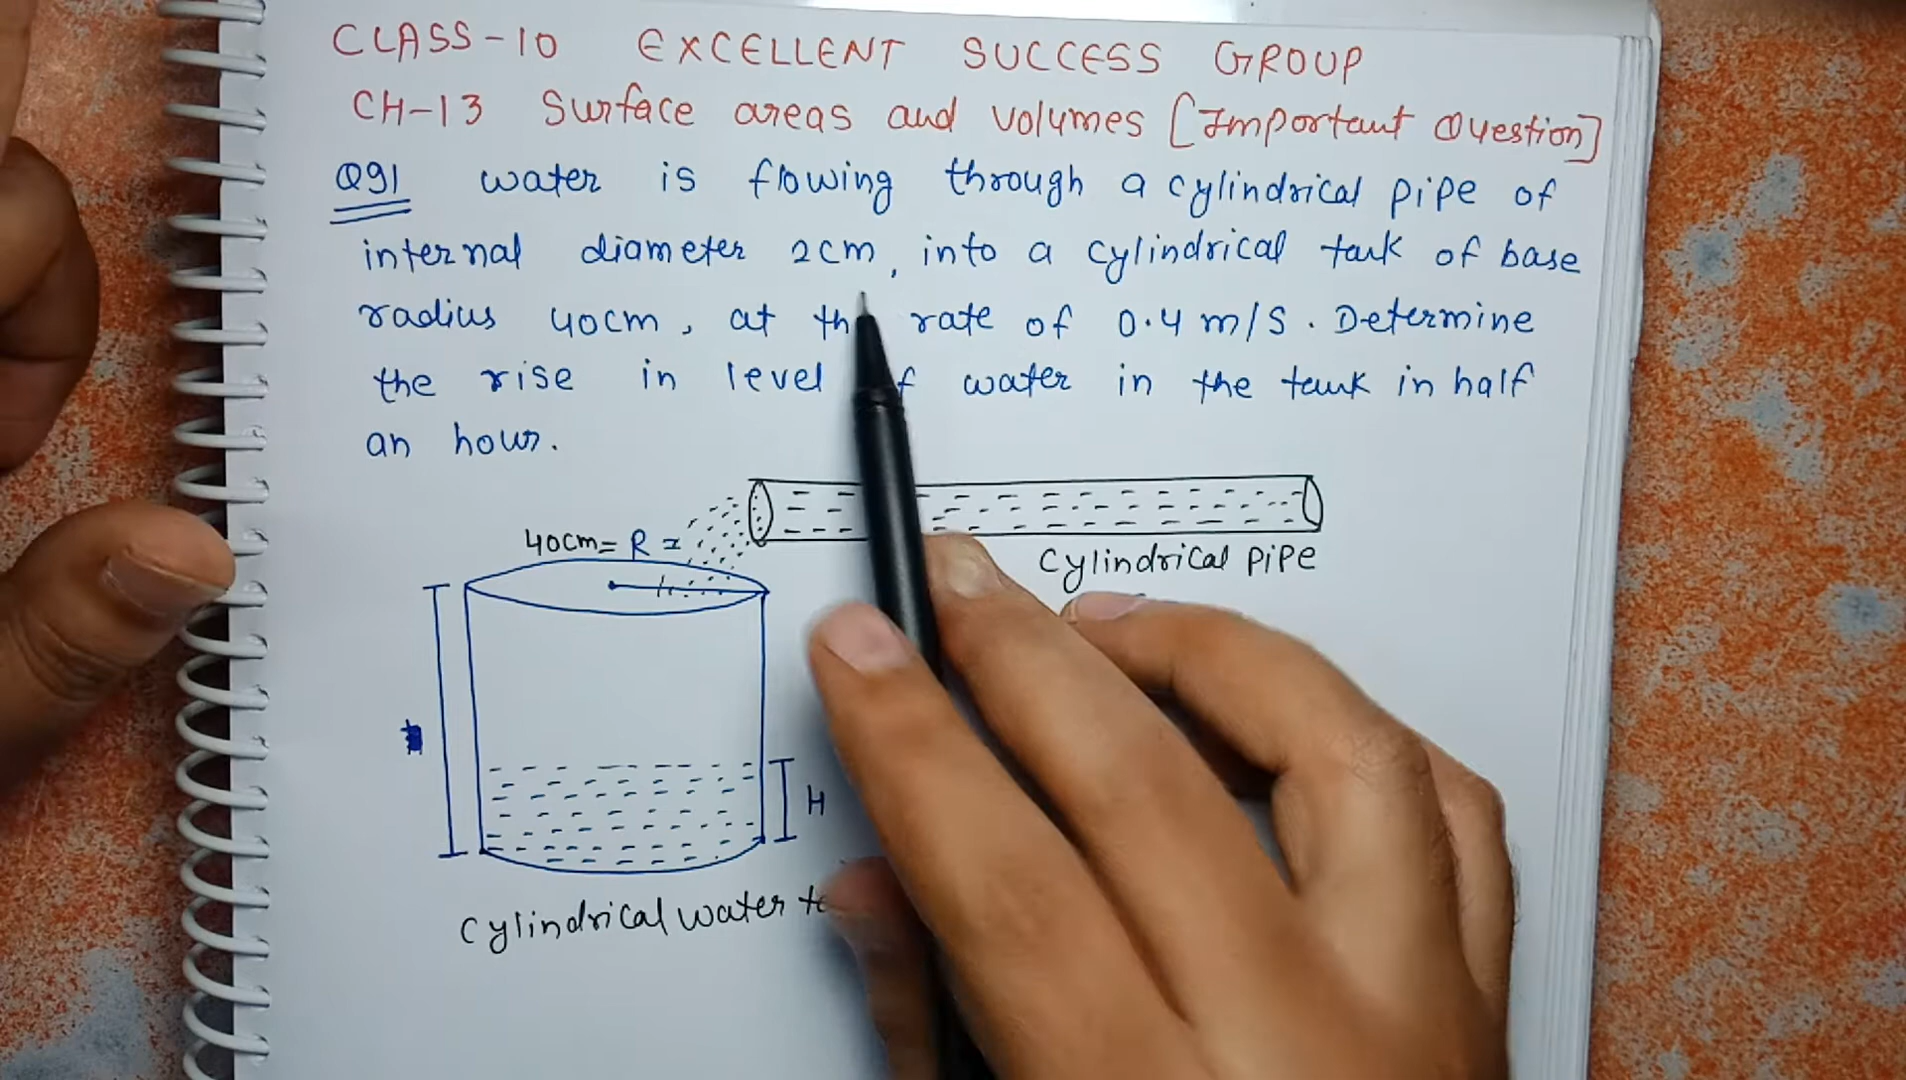 CLASS-10 EXCELLENT SUCCESS GROUP
CH-13 Surface areas and volumes [Important Question]
Q91 water is flowing through a cylindrical pipe of
internal diameter 2cm, into a cylindrical tank of base
radius 40cm, at the rate of 0.4 m/s. Determine
the rise in level of water in the tank in half
an hour.
40cm = R =
cylindrical pipe
H
cylindrical water